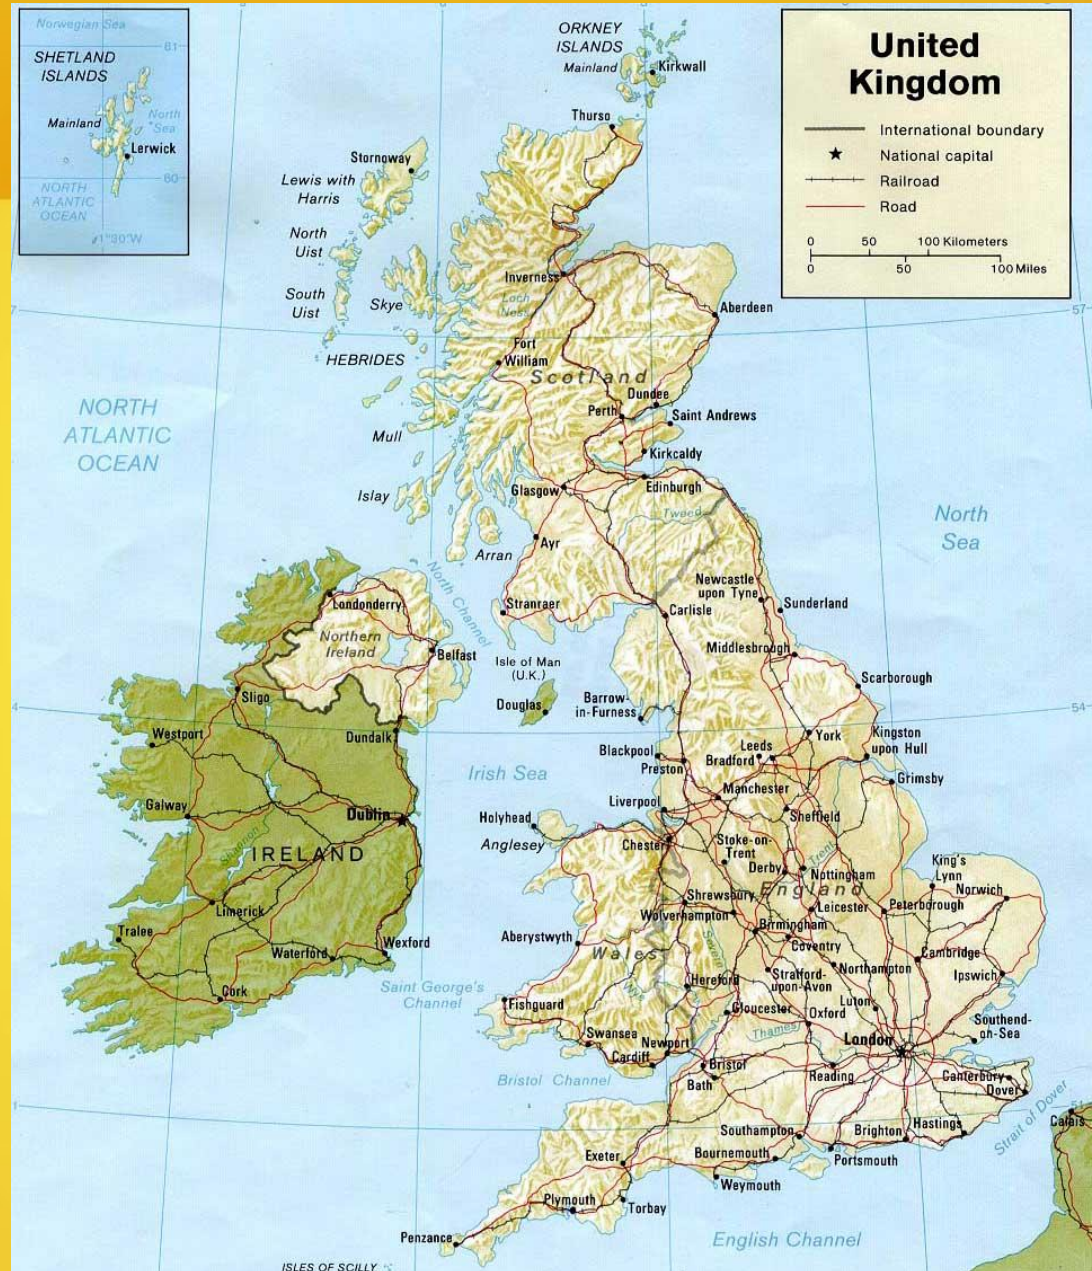 United
Kingdom
International boundary
National capital
Railroad
Road
0 50 100 Kilometers
0 50 100 Miles
Norwegian Sea
61
SHETLAND
ISLANDS
Mainland
North
Sea
Lerwick
60
NORTH
ATLANTIC
OCEAN
1°30'W
ORKNEY
ISLANDS
Mainland
Kirkwall
Thurso
Stornoway
Lewis with
Harris
North
Uist
South
Uist
Skye
HEBRIDES
Inverness
Loch
Ness
Aberdeen
57
Fort
William
Scotland
Dundee
Perth
Saint Andrews
Kirkcaldy
NORTH
ATLANTIC
OCEAN
Mull
Islay
Glasgow
Edinburgh
Tweed
North
Sea
Arran
Ayr
North Channel
Stranraer
Newcastle
upon Tyne
Sunderland
Carlisle
Londonderry
Northern
Ireland
Belfast
Middlesbrough
Isle of Man
(U.K.)
Douglas
Barrow-
in-Furness
Scarborough
Sligo
54
Westport
Dundalk
York
Kingston
upon Hull
Irish Sea
Blackpool
Preston
Leeds
Bradford
Grimsby
Galway
Dublin
Liverpool
Manchester
Sheffield
Holyhead
Anglesey
Chester
Stoke-on-
Trent
Derby
Trent
Nottingham
King's
Lynn
Norwich
Shannon
IRELAND
England
Limerick
Shrewsbury
Wolverhampton
Leicester
Peterborough
Tralee
Waterford
Wexford
Aberystwyth
Wales
Birmingham
Coventry
Cambridge
Cork
Saint George's
Channel
Hereford
Severn
Wye
Strafford-
upon-Avon
Northampton
Ipswich
Fishguard
Gloucester
Luton
Oxford
Southend-
on-Sea
Swansea
Newport
Cardiff
Thames
London
Bristol Channel
Bristol
Bath
Reading
Canterbury
Dover
Strait of Dover
51
Calais
Southampton
Brighton
Hastings
Exeter
Bournemouth
Portsmouth
Weymouth
Plymouth
Torbay
Penzance
English Channel
ISLES OF SCILLY